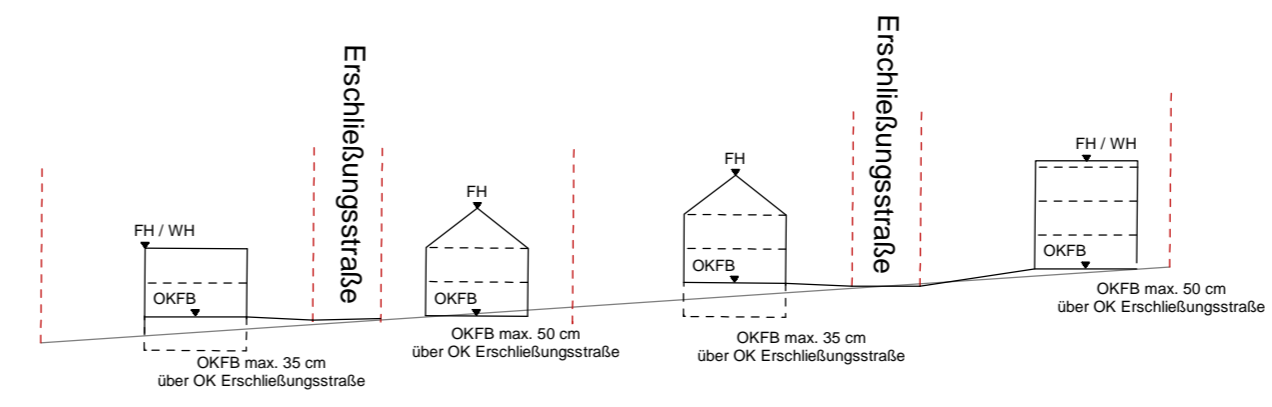 Erschließungsstraße
Erschließungsstraße
FH / WH
OKFB
OKFB max. 35 cm
über OK Erschließungsstraße
FH
OKFB
OKFB max. 50 cm
über OK Erschließungsstraße
FH
OKFB
OKFB max. 35 cm
über OK Erschließungsstraße
FH / WH
OKFB
OKFB max. 50 cm
über OK Erschließungsstraße